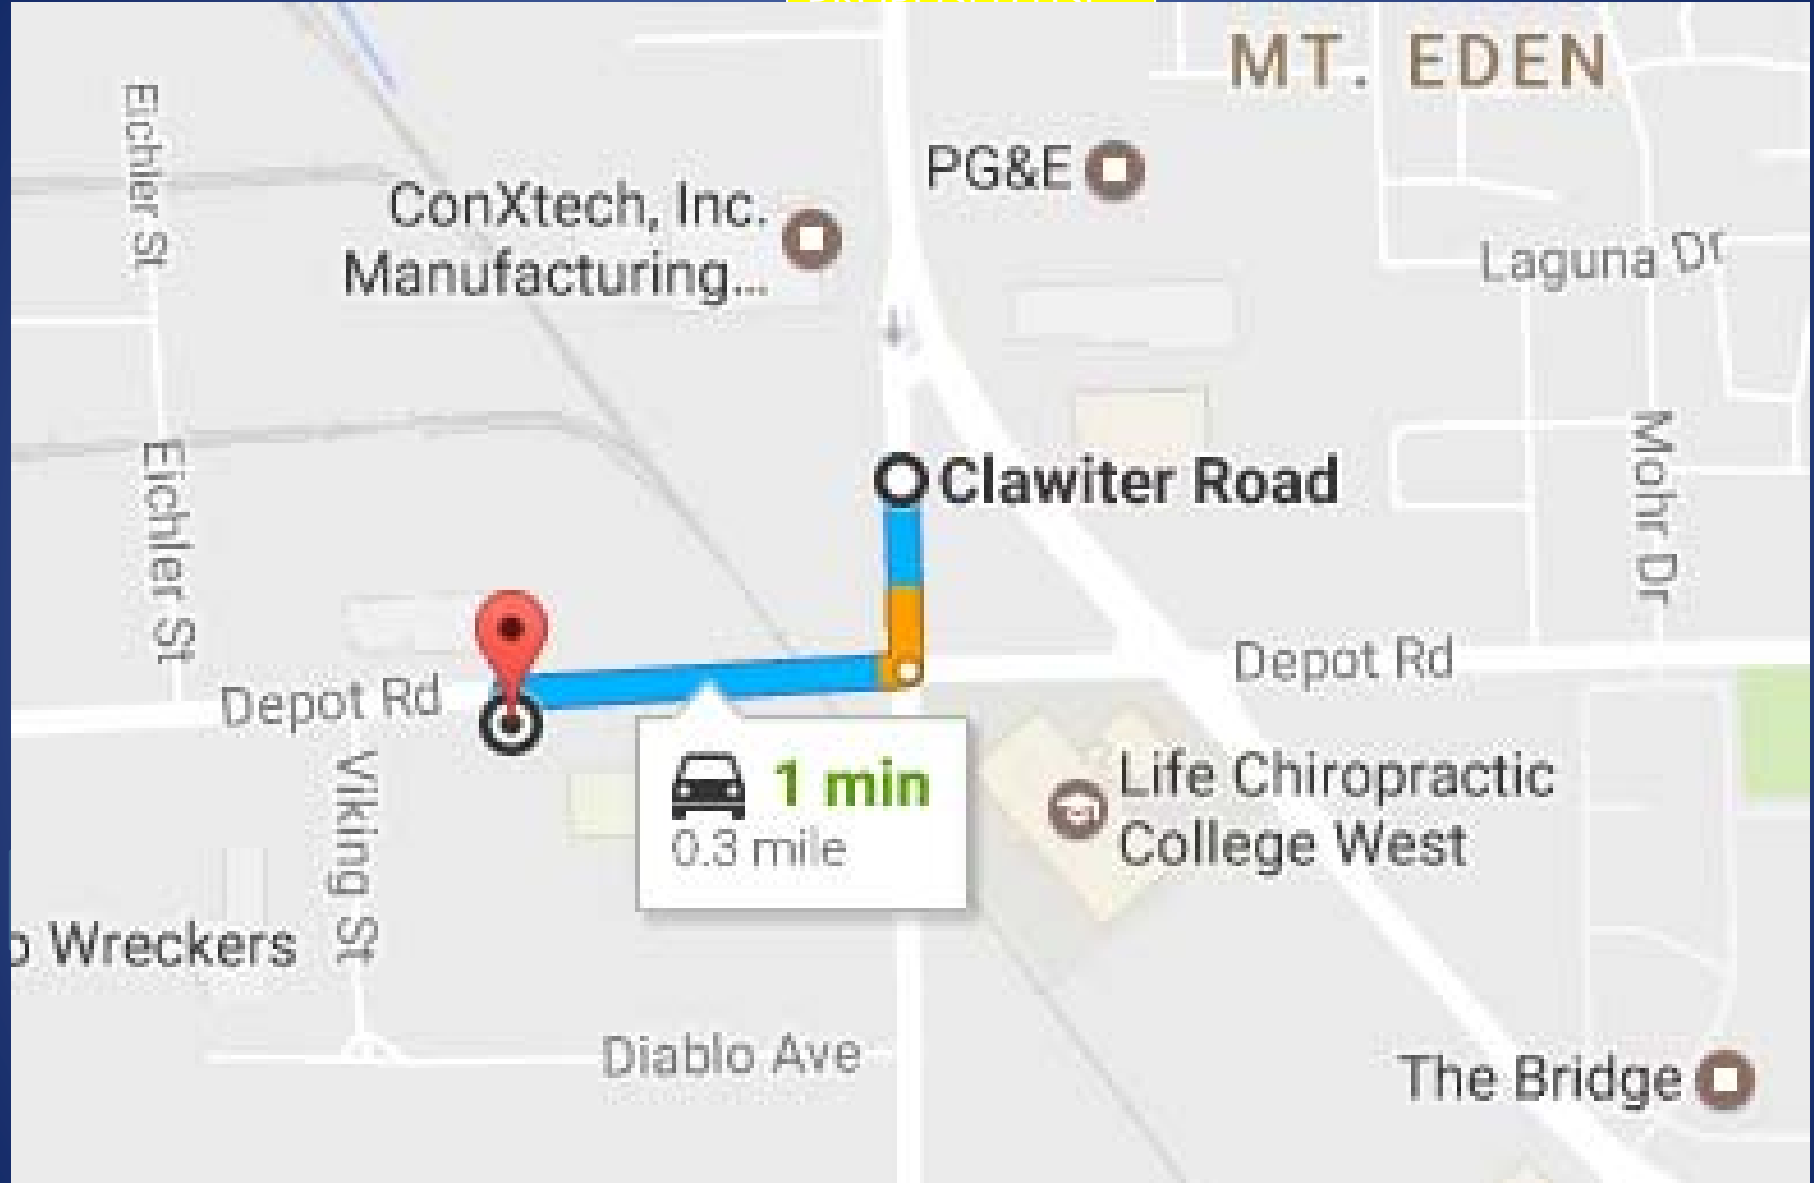 MT. EDEN
Eichler St
PG&E
ConXtech, Inc.
Manufacturing...
Laguna Dr
Clawiter Road
Eichler St
Mohr Dr
Depot Rd
Depot Rd
1 min
0.3 mile
Life Chiropractic
College West
Viking St
o Wreckers
Diablo Ave
The Bridge